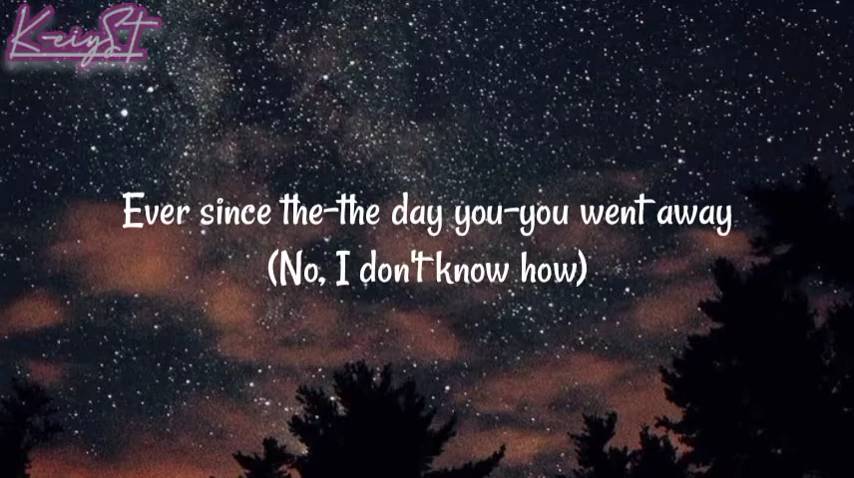 K-eiySt
Ever since the-the day you-you went away
(No, I don't know how)